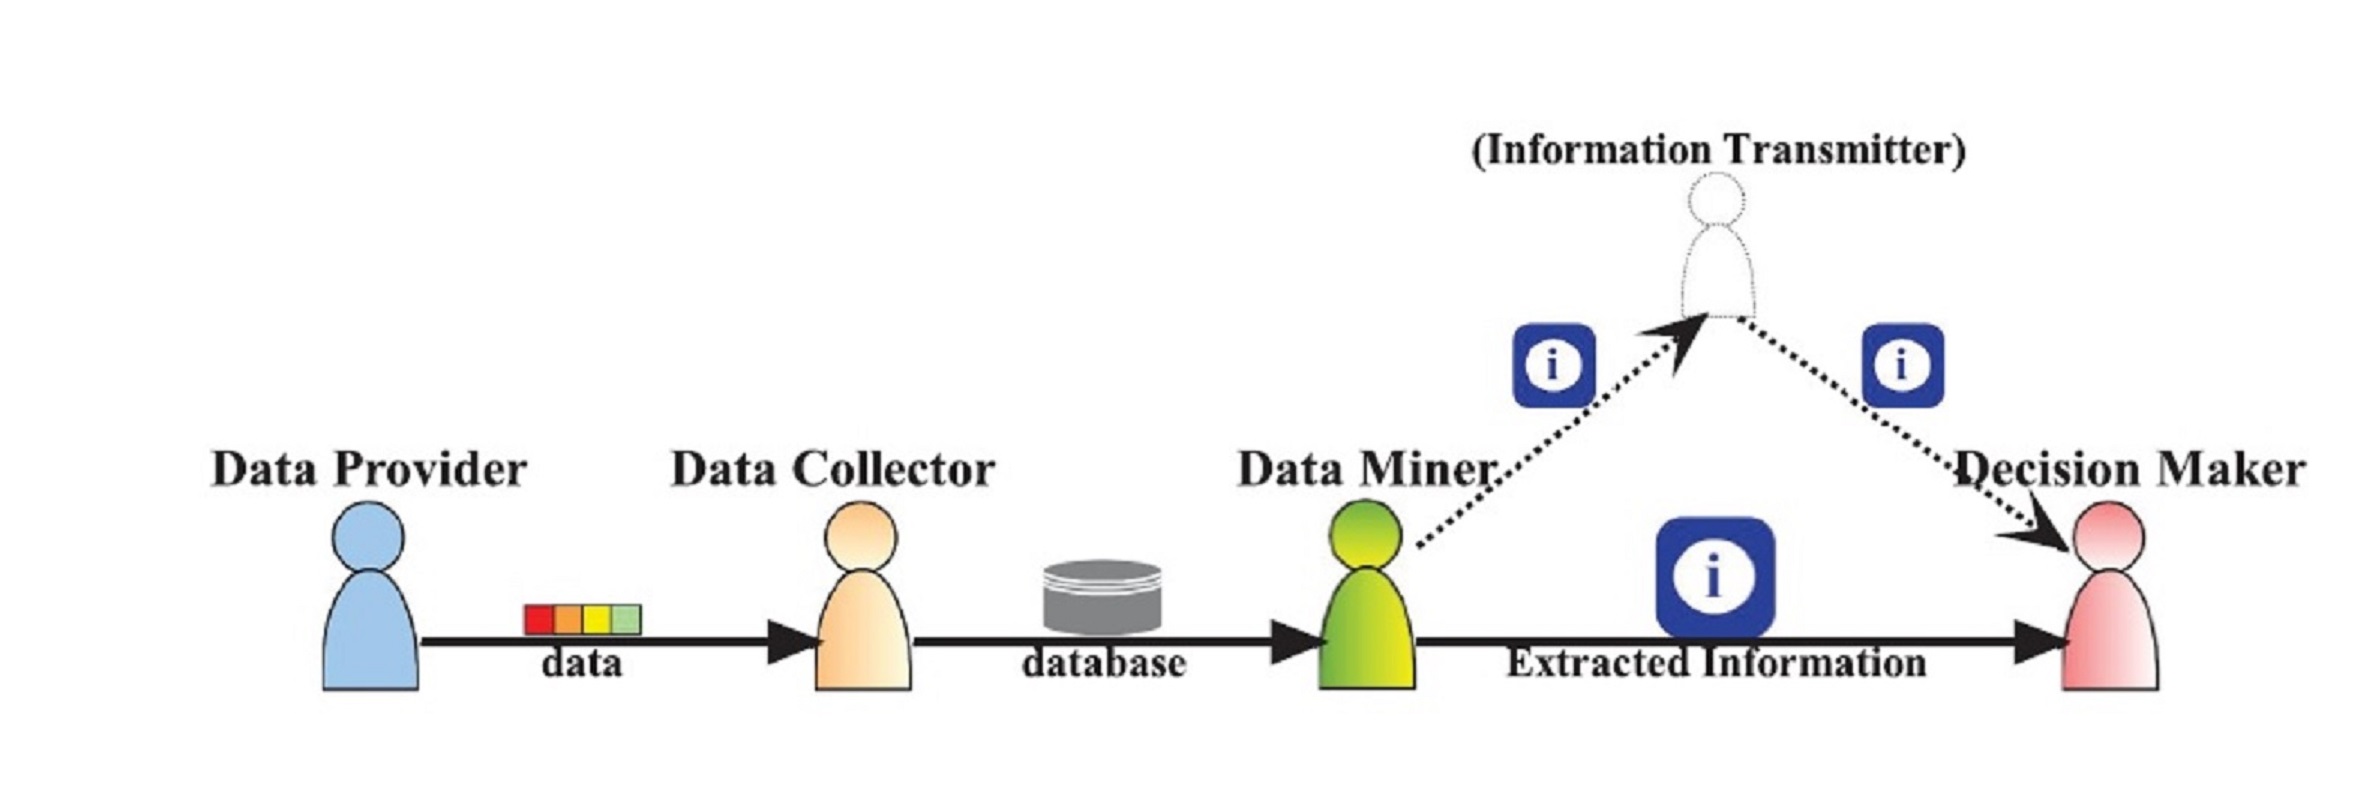 (Information Transmitter)
i
i
Data Provider
Data Collector
Data Miner
Decision Maker
i
data
database
Extracted Information